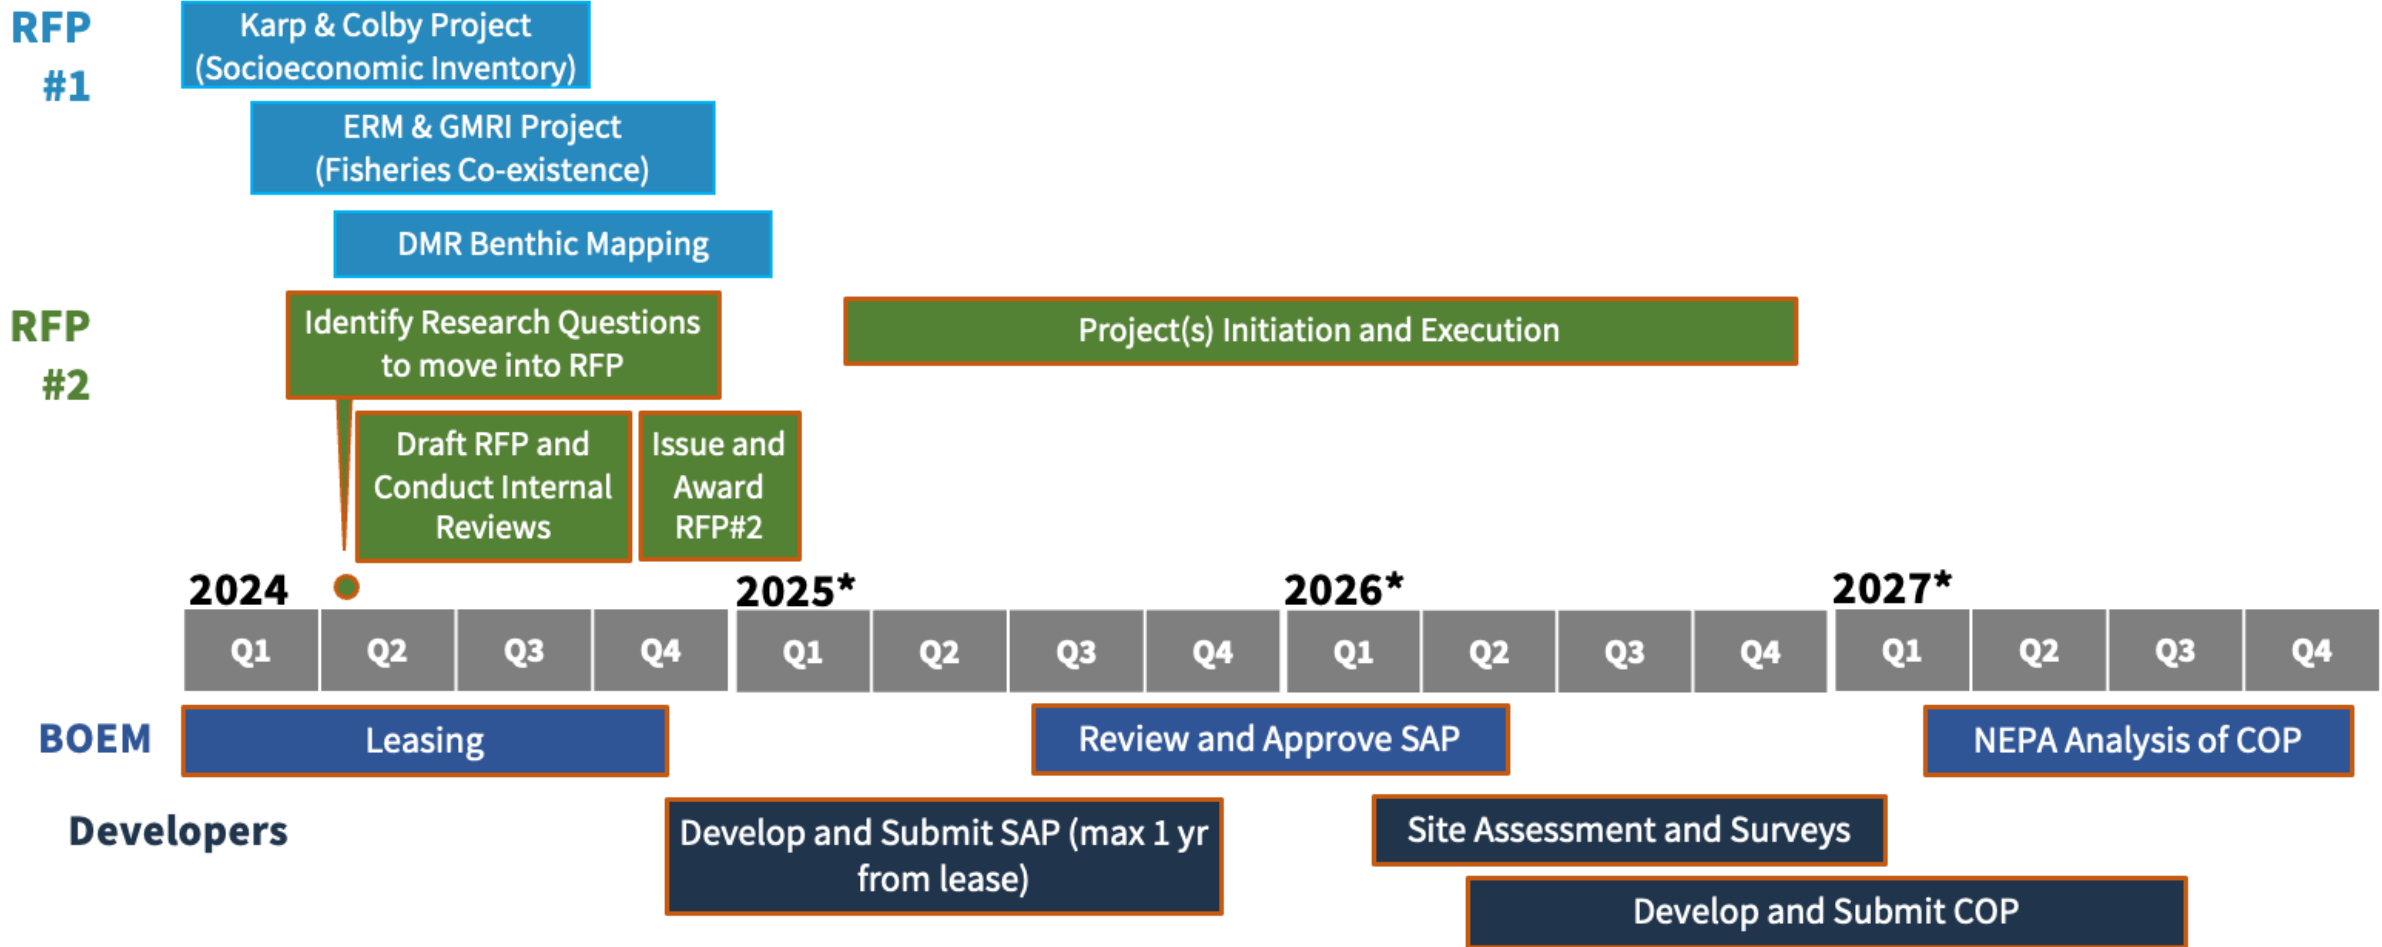 RFP
#1
Karp & Colby Project
(Socioeconomic Inventory)
ERM & GMRI Project
(Fisheries Co-existence)
DMR Benthic Mapping
RFP
#2
Identify Research Questions
to move into RFP
Project(s) Initiation and Execution
Draft RFP and
Conduct Internal
Reviews
Issue and
Award
RFP#2
2024
2025*
2026*
2027*
Q1 Q2 Q3 Q4 Q1 Q2 Q3 Q4 Q1 Q2 Q3 Q4 Q1 Q2 Q3 Q4
BOEM
Leasing
Review and Approve SAP
NEPA Analysis of COP
Developers
Develop and Submit SAP (max 1 yr
from lease)
Site Assessment and Surveys
Develop and Submit COP